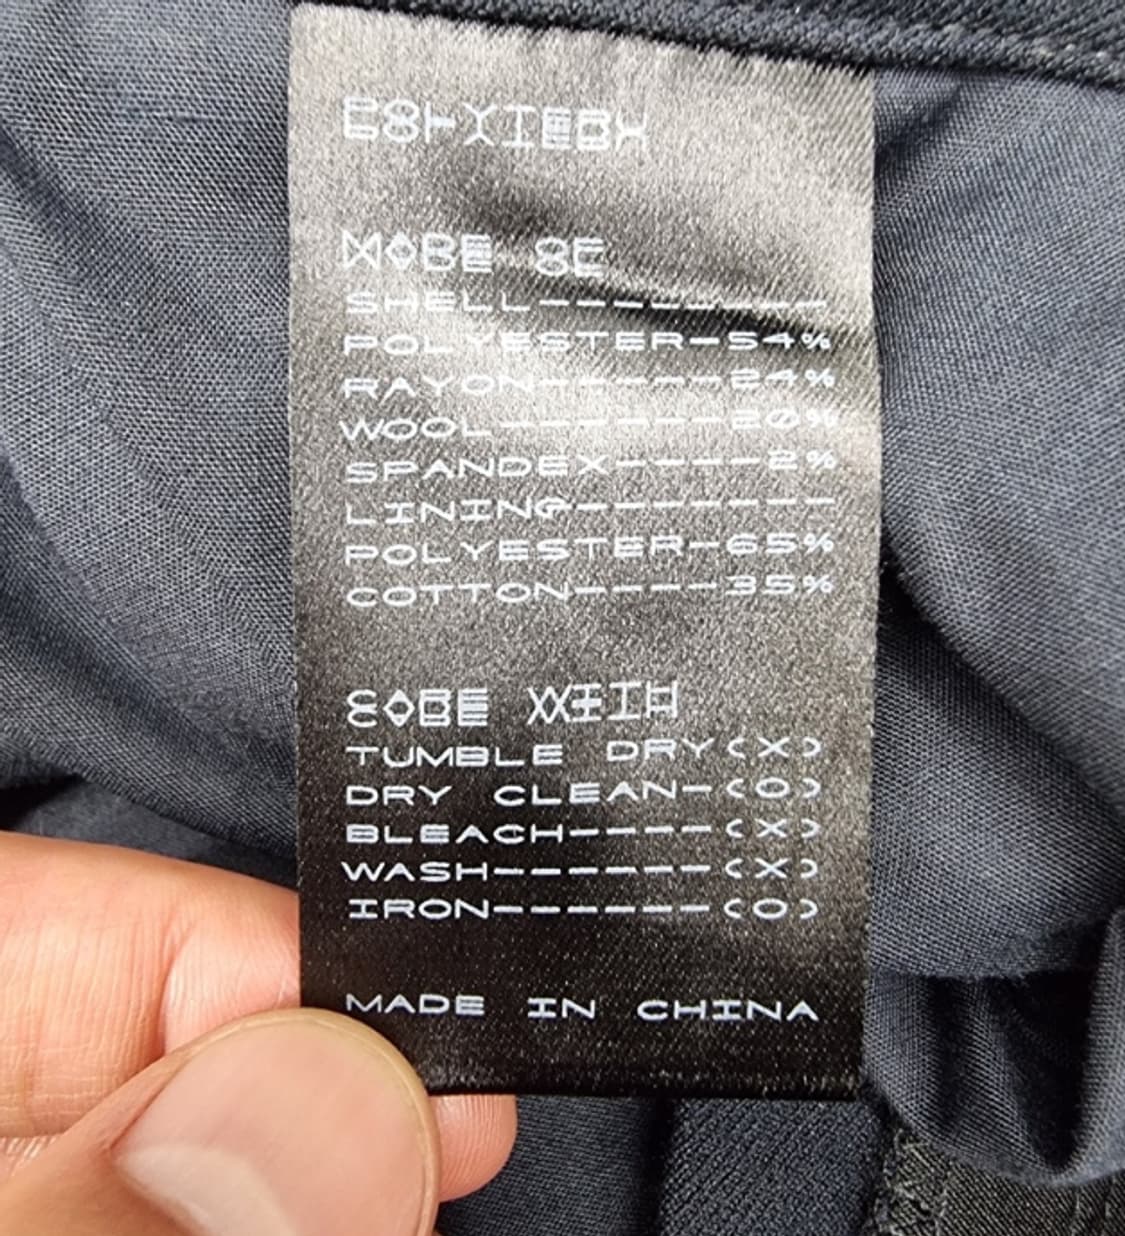 SHELL---------
POLYESTER-54%
RAYON-----24%
WOOL------20%
SPANDEX----2%
LINING-------
POLYESTER-65%
COTTON----35%
TUMBLE DRY(X)
DRY CLEAN-(O)
BLEACH----(X)
WASH------(X)
IRON------(O)
MADE IN CHINA